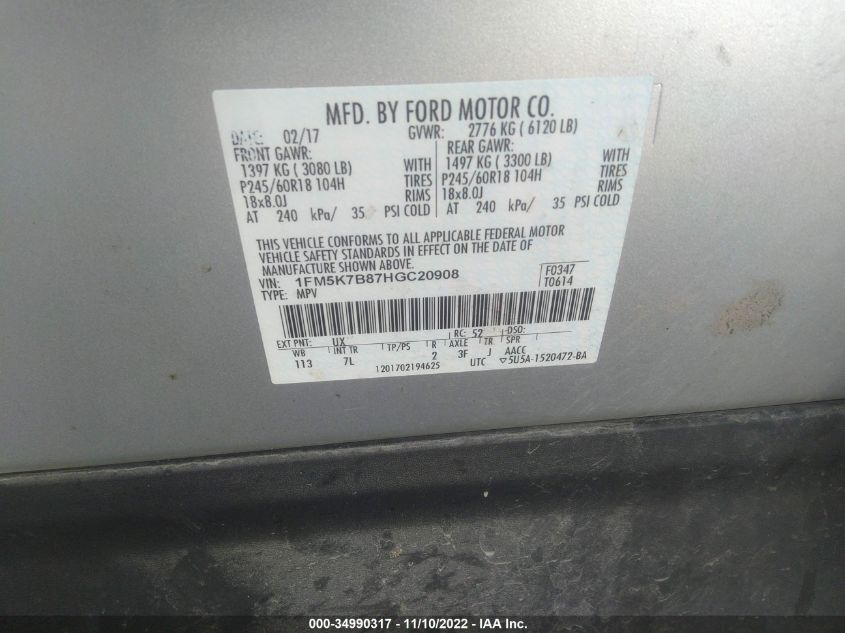 MFD. BY FORD MOTOR CO.
DATE: 02/17 GVWR: 2776 KG ( 6120 LB)
FRONT GAWR: REAR GAWR:
1397 KG ( 3080 LB) WITH 1497 KG ( 3300 LB) WITH
P245/60R18 104H TIRES P245/60R18 104H TIRES
18x8.0J RIMS 18x8.0J RIMS
AT 240 kPa/ 35 PSI COLD AT 240 kPa/ 35 PSI COLD
THIS VEHICLE CONFORMS TO ALL APPLICABLE FEDERAL MOTOR
VEHICLE SAFETY STANDARDS IN EFFECT ON THE DATE OF
MANUFACTURE SHOWN ABOVE.
VIN: 1FM5K7B87HGC20908 F0347
TYPE: MPV T0614
EXT PNT: UX RC: 52 DSO:
WB INT TR TP/PS R AXLE TR SPR
113 7L 2 3F J AACC
1201702194625 UTC ▽5U5A-1520472-BA
000-34990317 - 11/10/2022 - IAA Inc.